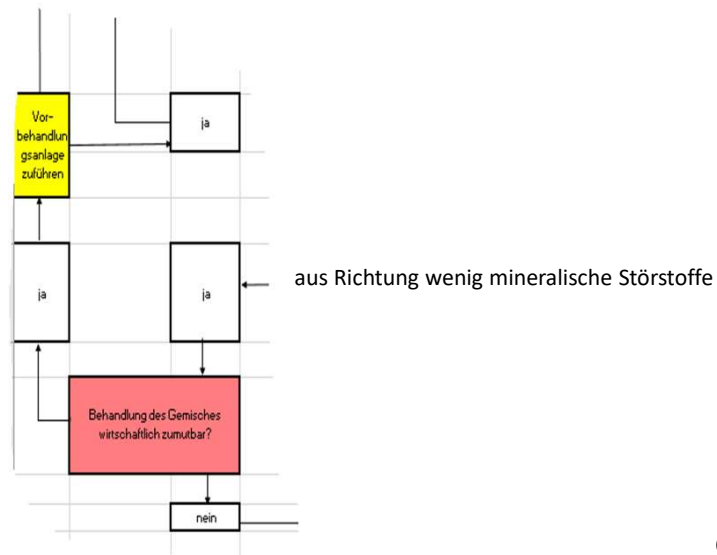 Vor-
behandlun
gsanlage
zuführen
ja
ja
ja
aus Richtung wenig mineralische Störstoffe
Behandlung des Gemisches
wirtschaftlich zumutbar?
nein